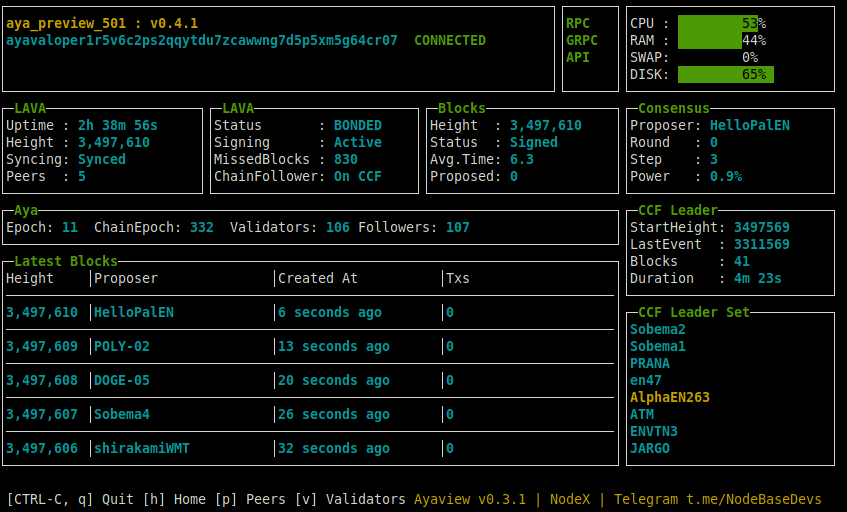 aya_preview_501 : v0.4.1
ayavaloper1r5v6c2ps2qqytdu7zcawwng7d5p5xm5g64cr07 CONNECTED
RPC
GRPC
API
CPU : 53%
RAM : 44%
SWAP: 0%
DISK: 65%
LAVA
Uptime : 2h 38m 56s
Height : 3,497,610
Syncing: Synced
Peers : 5
LAVA
Status : BONDED
Signing : Active
MissedBlocks : 830
ChainFollower: On CCF
Blocks
Height : 3,497,610
Status : Signed
Avg.Time: 6.3
Proposed: 0
Consensus
Proposer: HelloPalEN
Round : 0
Step : 3
Power : 0.9%
Aya
Epoch: 11 ChainEpoch: 332 Validators: 106 Followers: 107
CCF Leader
StartHeight: 3497569
LastEvent : 3311569
Blocks : 41
Duration : 4m 23s
Latest Blocks
Height Proposer Created At Txs
3,497,610 HelloPalEN 6 seconds ago 0
3,497,609 POLY-02 13 seconds ago 0
3,497,608 DOGE-05 20 seconds ago 0
3,497,607 Sobema4 26 seconds ago 0
3,497,606 shirakamiWMT 32 seconds ago 0
CCF Leader Set
Sobema2
Sobema1
PRANA
en47
AlphaEN263
ATM
ENVTN3
JARGO
[CTRL-C, q] Quit [h] Home [p] Peers [v] Validators Ayaview v0.3.1 | NodeX | Telegram t.me/NodeBaseDevs